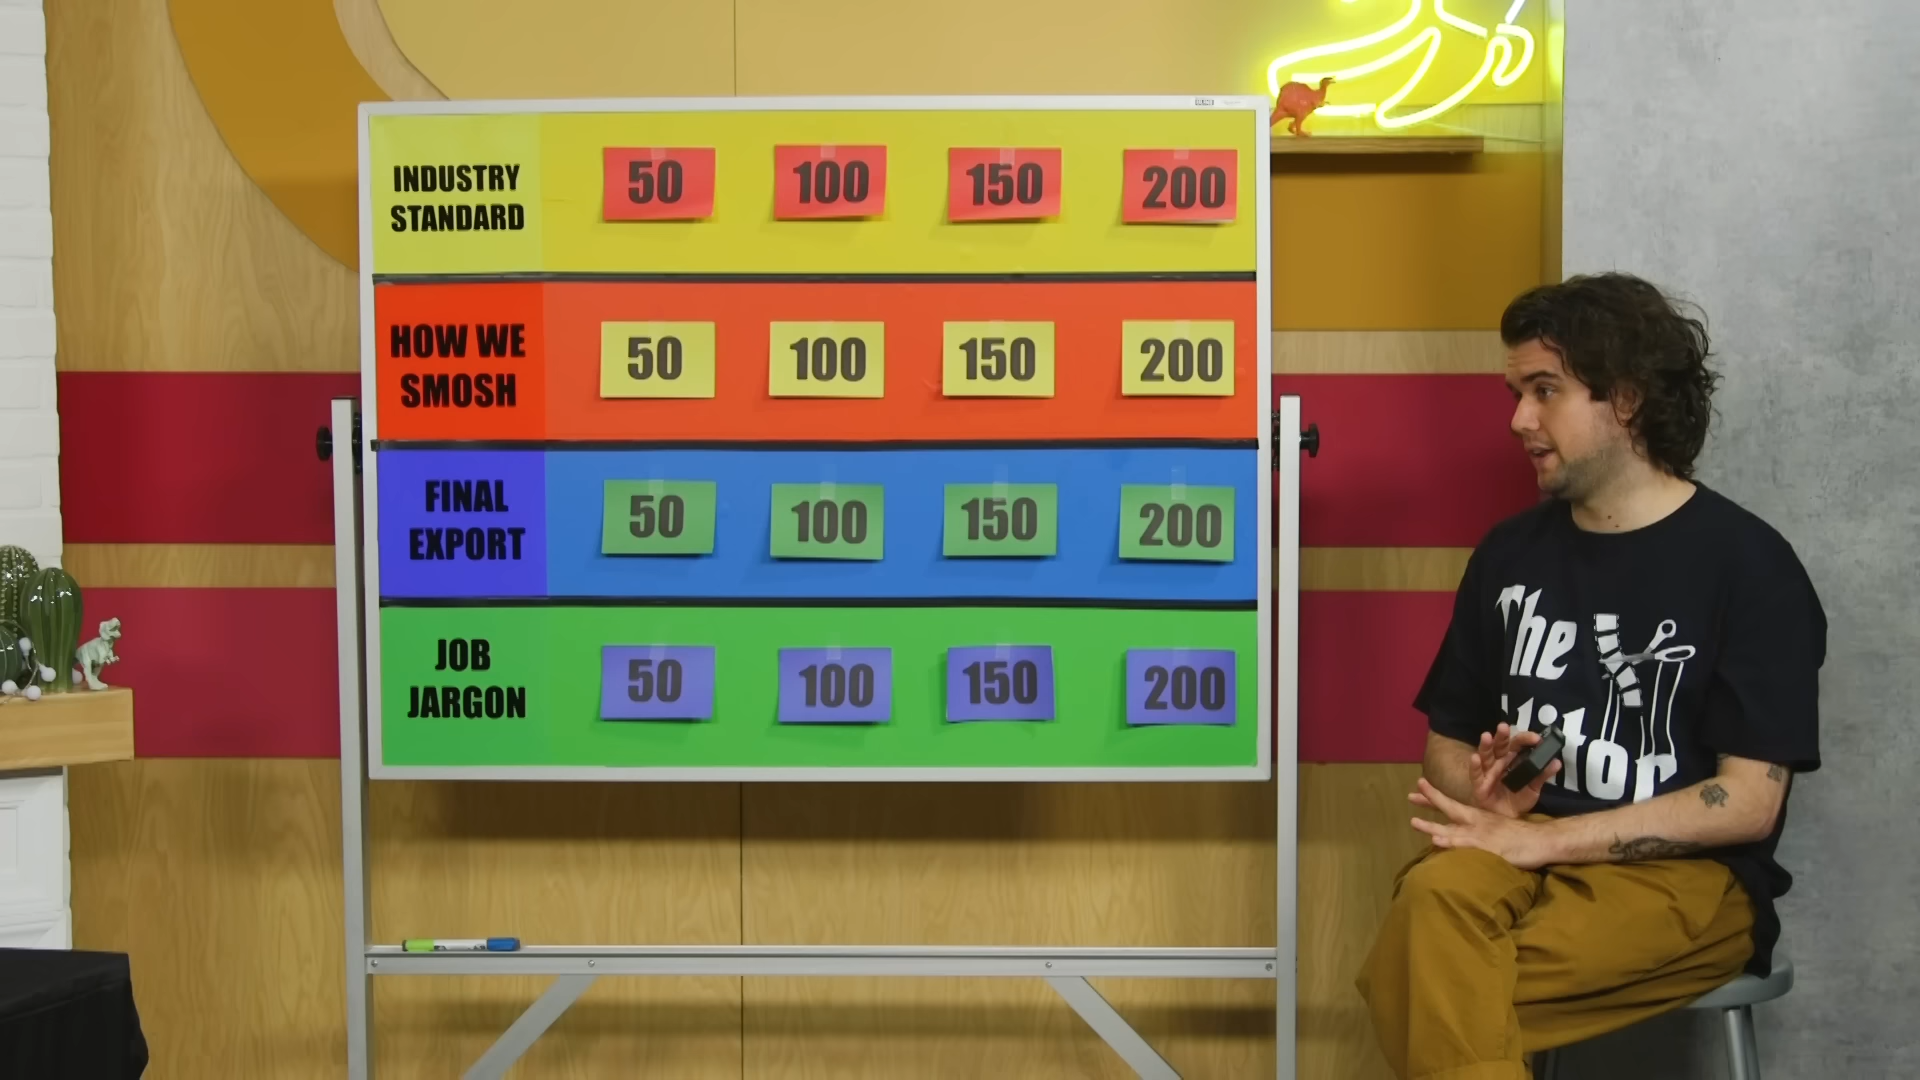 INDUSTRY
STANDARD
50 100 150 200
HOW WE
SMOSH
50 100 150 200
FINAL
EXPORT
50 100 150 200
JOB
JARGON
50 100 150 200
The